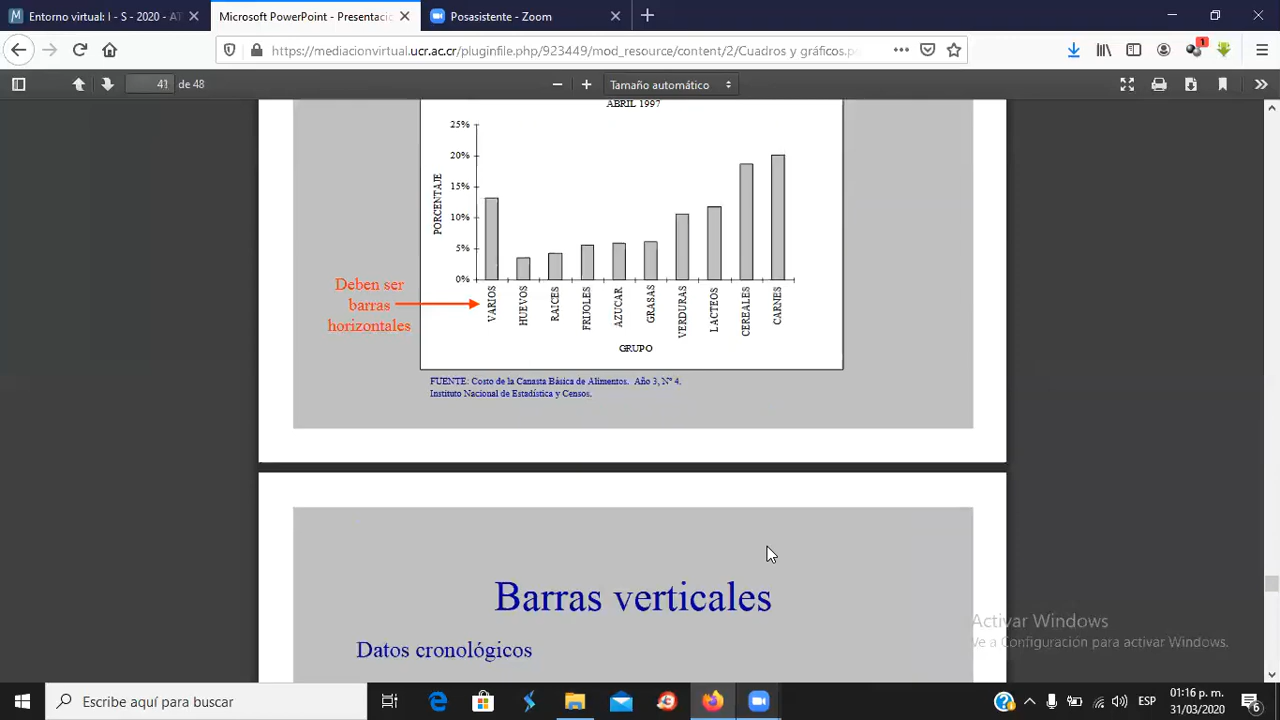 Entorno virtual: I - S - 2020 - AT
Microsoft PowerPoint - Presentació
Posasistente - Zoom
https://mediacionvirtual.ucr.ac.cr/pluginfile.php/923449/mod_resource/content/2/Cuadros y gráficos.p
1
41 de 48
Tamaño automático
ABRIL 1997
25%
20%
15%
10%
5%
0%
PORCENTAJE
VARIOS
HUEVOS
RAICES
FRIJOLES
AZUCAR
GRASAS
VERDURAS
LACTEOS
CEREALES
CARNES
GRUPO
Deben ser
barras
horizontales
FUENTE: Costo de la Canasta Básica de Alimentos. Año 3, Nº 4.
Instituto Nacional de Estadística y Censos.
Barras verticales
Datos cronológicos
Activar Windows
Ve a Configuración para activar Windows.
Escribe aquí para buscar
ESP
01:16 p. m.
31/03/2020
6